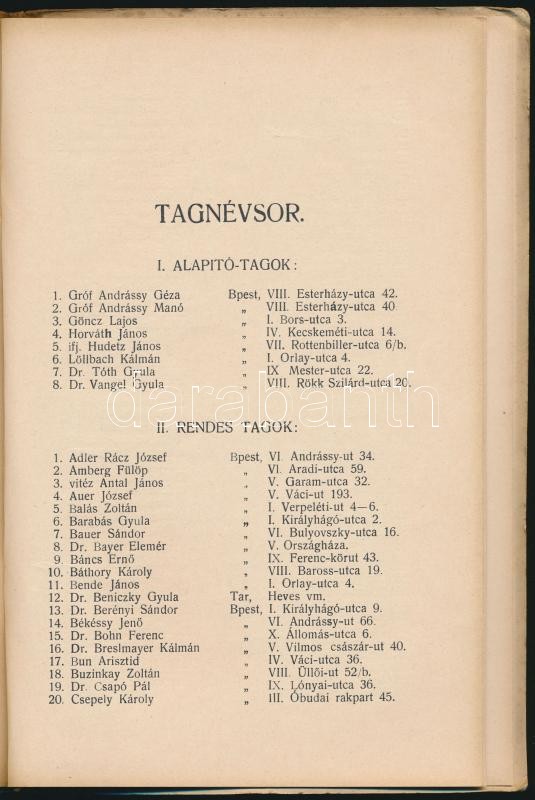 TAGNÉVSOR.
I. ALAPITÓ-TAGOK:
1. Gróf Andrássy Géza Bpest, VIII. Esterházy-utca 42.
2. Gróf Andrássy Manó „ VIII. Esterházy-utca 40
3. Göncz Lajos „ I. Bors-utca 3.
4. Horváth János „ IV. Kecskeméti-utca 14.
5. ifj. Hudetz János „ VII. Rottenbiller-utca 6/b.
6. Löllbach Kálmán „ I. Orlay-utca 4.
7. Dr. Tóth Gyula „ IX Mester-utca 22.
8. Dr. Vangel Gyula „ VIII. Rökk Szilárd-utca 20.
darabanth
II. RENDES TAGOK:
1. Adler Rácz József Bpest, VI. Andrássy-ut 34.
2. Amberg Fülöp „ VI. Aradi-utca 59.
3. vitéz Antal János „ V. Garam-utca 32.
4. Auer József „ V. Váci-ut 193.
5. Balás Zoltán „ I. Verpeléti-ut 4—6.
6. Barabás Gyula „ I. Királyhágó-utca 2.
7. Bauer Sándor „ VI. Bulyovszky-utca 16.
8. Dr. Bayer Elemér „ V. Országháza.
9. Báncs Ernő „ IX. Ferenc-körut 43.
10. Báthory Károly „ VIII. Baross-utca 19.
11. Bende János „ I. Orlay-utca 4.
12. Dr. Beniczky Gyula Tar, Heves vm.
13. Dr. Berényi Sándor Bpest, I. Királyhágó-utca 9.
14. Békéssy Jenő „ VI. Andrássy-ut 66.
15. Dr. Bohn Ferenc „ X. Állomás-utca 6.
16. Dr. Breslmayer Kálmán „ V. Vilmos császár-ut 40.
17. Bun Arisztid „ IV. Váci-utca 36.
18. Buzinkay Zoltán „ VIII. Üllői-ut 52/b.
19. Dr. Csapó Pál „ IX. Lónyai-utca 36.
20. Csepely Károly „ III. Óbudai rakpart 45.